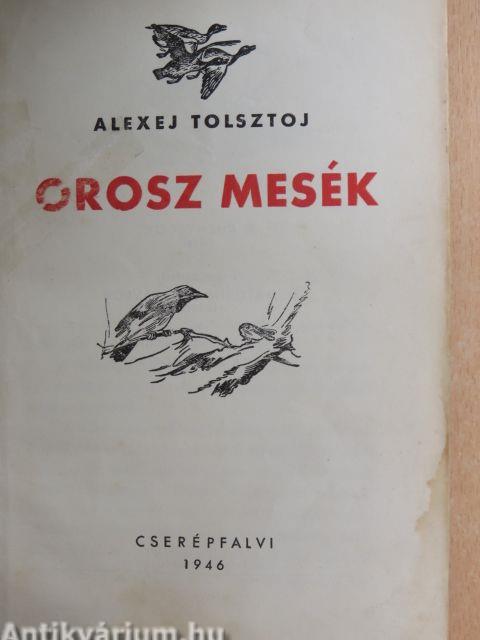 ALEXEJ TOLSZTOJ
OROSZ MESÉK
CSERÉPFALVI
1946
Antikvárium.hu